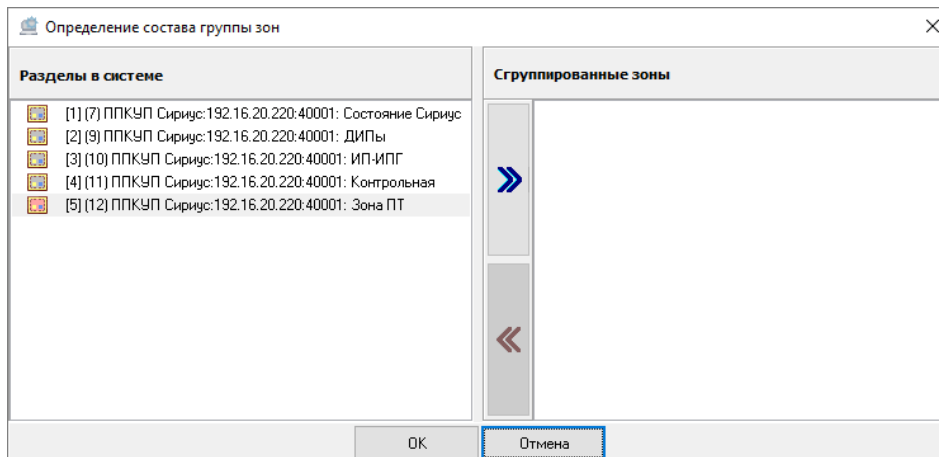 Определение состава группы зон
Разделы в системе
Сгруппированные зоны
[1] (7) ППКУП Сириус:192.16.20.220:40001: Состояние Сириус
[2] (9) ППКУП Сириус:192.16.20.220:40001: ДИПы
[3] (10) ППКУП Сириус:192.16.20.220:40001: ИП-ИПГ
[4] (11) ППКУП Сириус:192.16.20.220:40001: Контрольная
[5] (12) ППКУП Сириус:192.16.20.220:40001: Зона ПТ
OK
Отмена